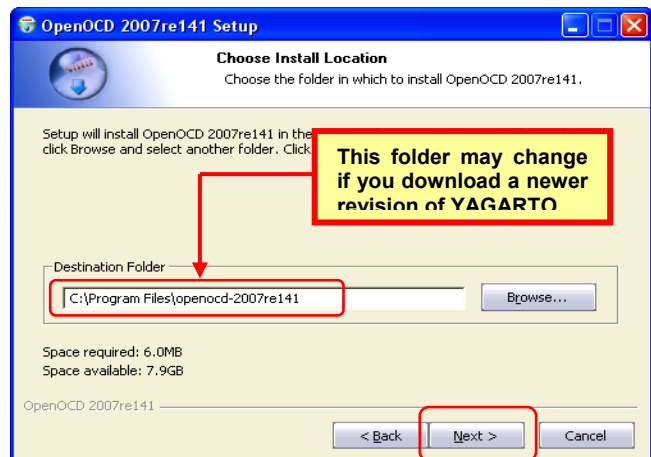 OpenOCD 2007re141 Setup
Choose Install Location
Choose the folder in which to install OpenOCD 2007re141.
Setup will install OpenOCD 2007re141 in the
click Browse and select another folder. Click
This folder may change
if you download a newer
revision of YAGARTO
Destination Folder
C:\Program Files\openocd-2007re141
Browse...
Space required: 6.0MB
Space available: 7.9GB
OpenOCD 2007re141
< Back
Next >
Cancel